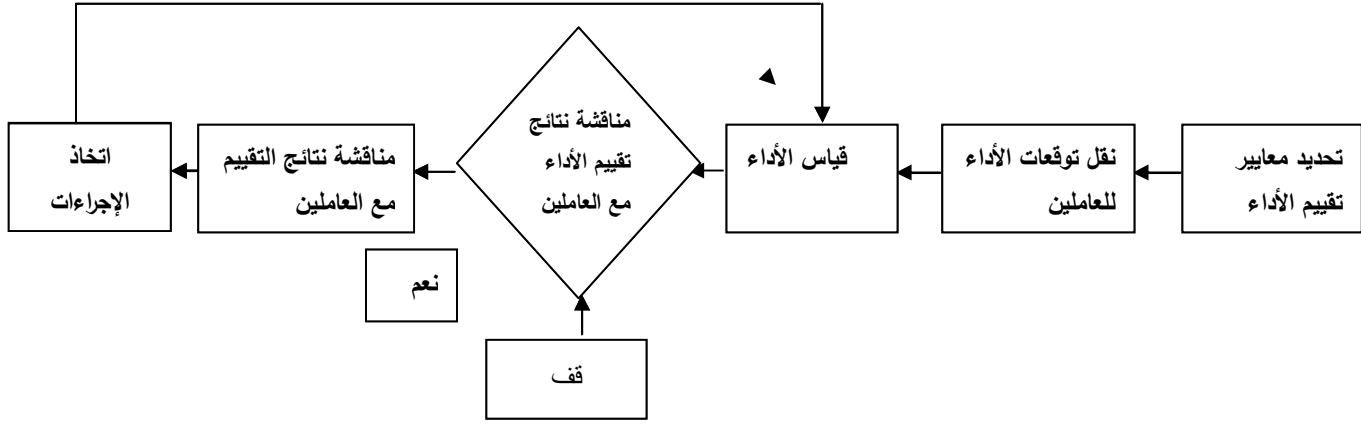 تحديد معايير
تقييم الأداء
نقل توقعات الأداء
للعاملين
قياس الأداء
مناقشة نتائج
تقييم الأداء
مع العاملين
مناقشة نتائج التقييم
مع العاملين
اتخاذ
الإجراءات
نعم
قف